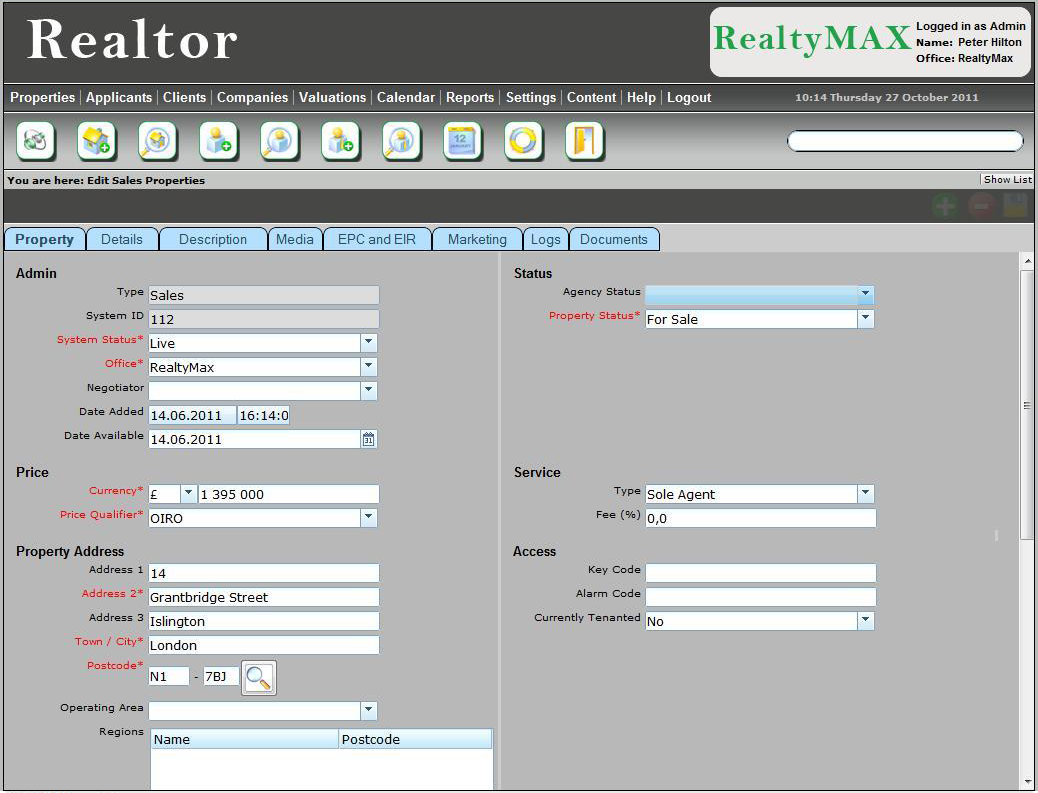 Realtor
RealtyMAX
Logged in as Admin
Name: Peter Hilton
Office: RealtyMax
Properties | Applicants | Clients | Companies | Valuations | Calendar | Reports | Settings | Content | Help | Logout
10:14 Thursday 27 October 2011
12
You are here: Edit Sales Properties
Show List
Property Details Description Media EPC and EIR Marketing Logs Documents
Admin
Type Sales
System ID 112
System Status* Live
Office* RealtyMax
Negotiator
Date Added 14.06.2011 16:14:0
Date Available 14.06.2011 31
Price
Currency* £ 1 395 000
Price Qualifier* OIRO
Property Address
Address 1 14
Address 2* Grantbridge Street
Address 3 Islington
Town / City* London
Postcode* N1 - 7BJ
Operating Area
Regions Name Postcode
Status
Agency Status
Property Status* For Sale
Service
Type Sole Agent
Fee (%) 0,0
Access
Key Code
Alarm Code
Currently Tenanted No